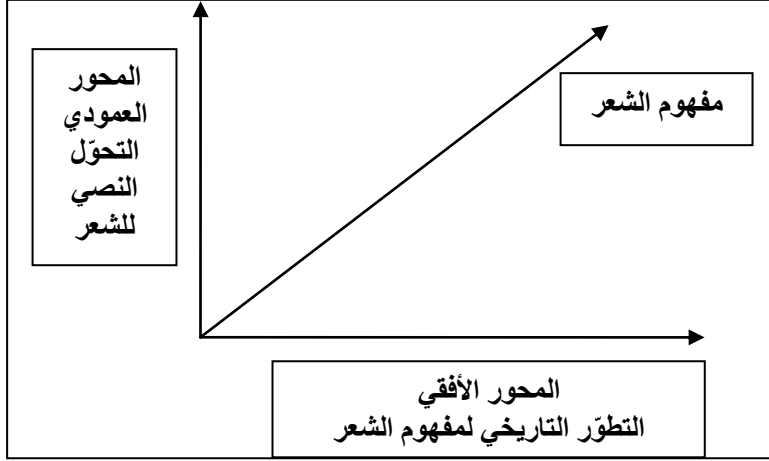 المحور
العمودي
التحوّل
النصي
للشعر
مفهوم الشعر
المحور الأفقي
التطوّر التاريخي لمفهوم الشعر